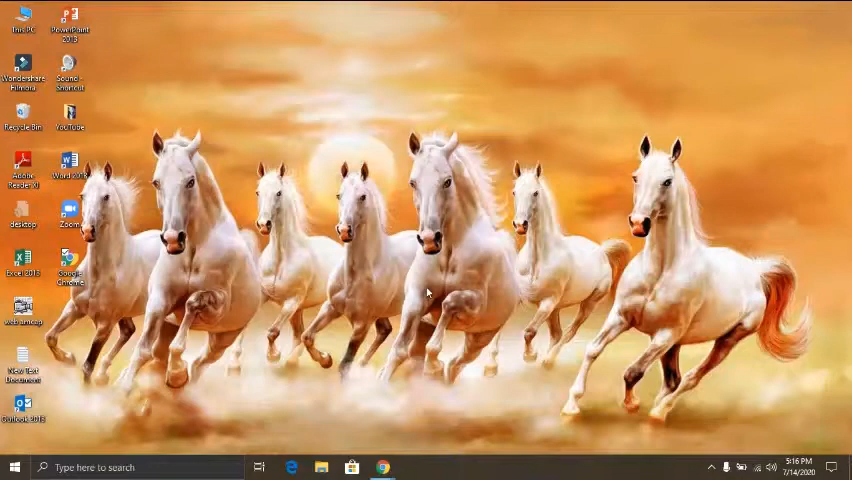 This PC
PowerPoint
2013
Wondershare
Filmora
Sound -
Shortcut
Recycle Bin
YouTube
Adobe
Reader XI
Word 2013
desktop
Zoom
Excel 2013
Google
Chrome
New Text
Document
Outlook 2013
Type here to search
5:16 PM
7/14/2020